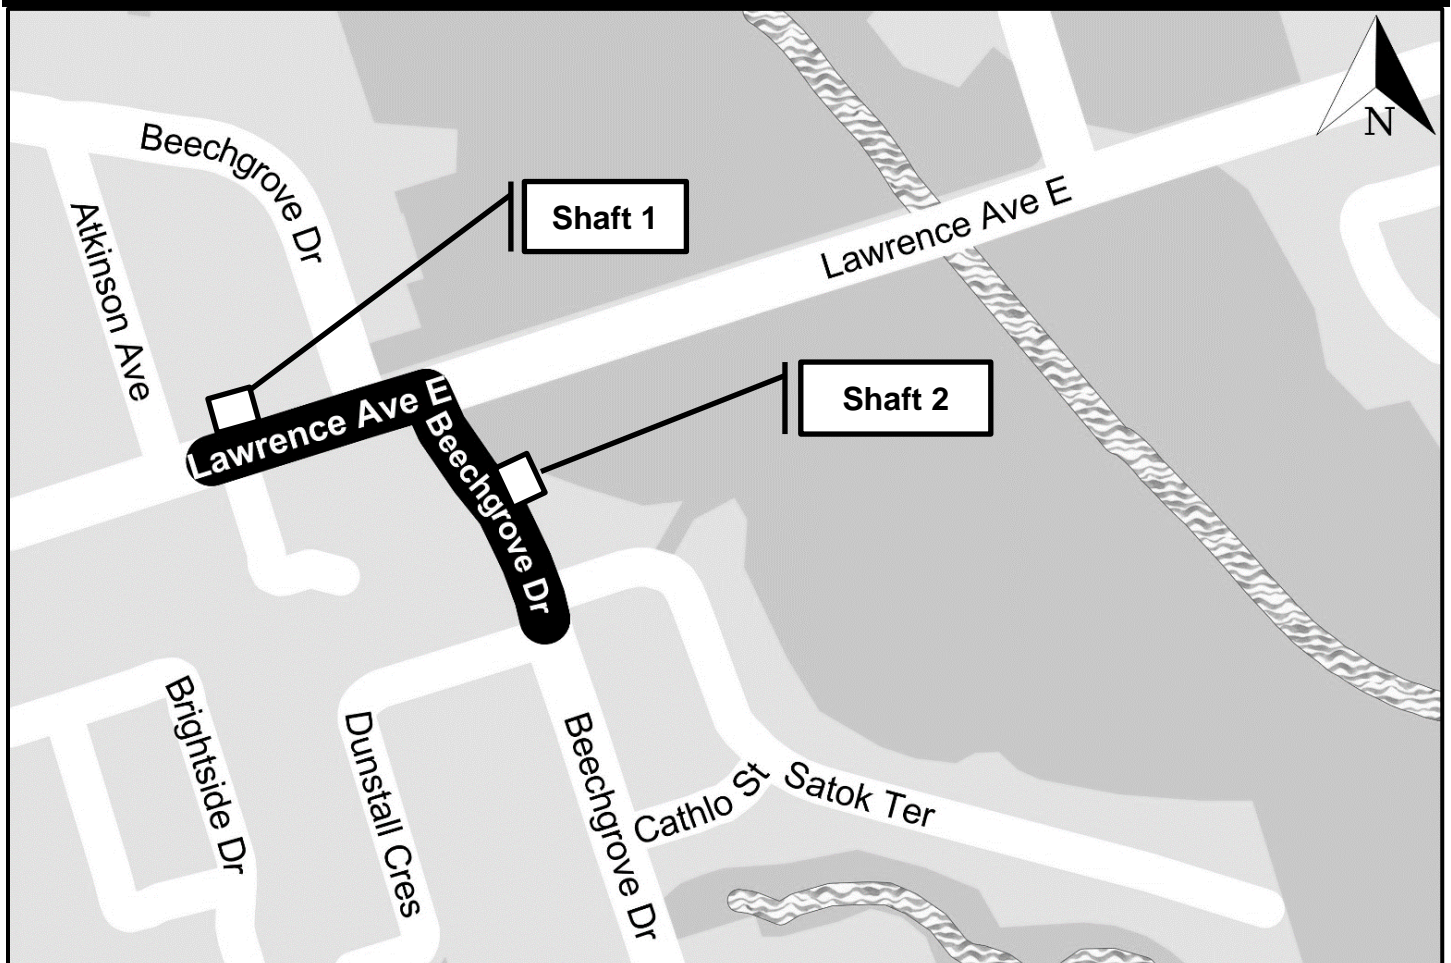 N
Beechgrove Dr
Atkinson Ave
Shaft 1
Lawrence Ave E
Shaft 2
Lawrence Ave E
Beechgrove Dr
Brightside Dr
Dunstall Cres
Beechgrove Dr
Cathlo St
Satok Ter